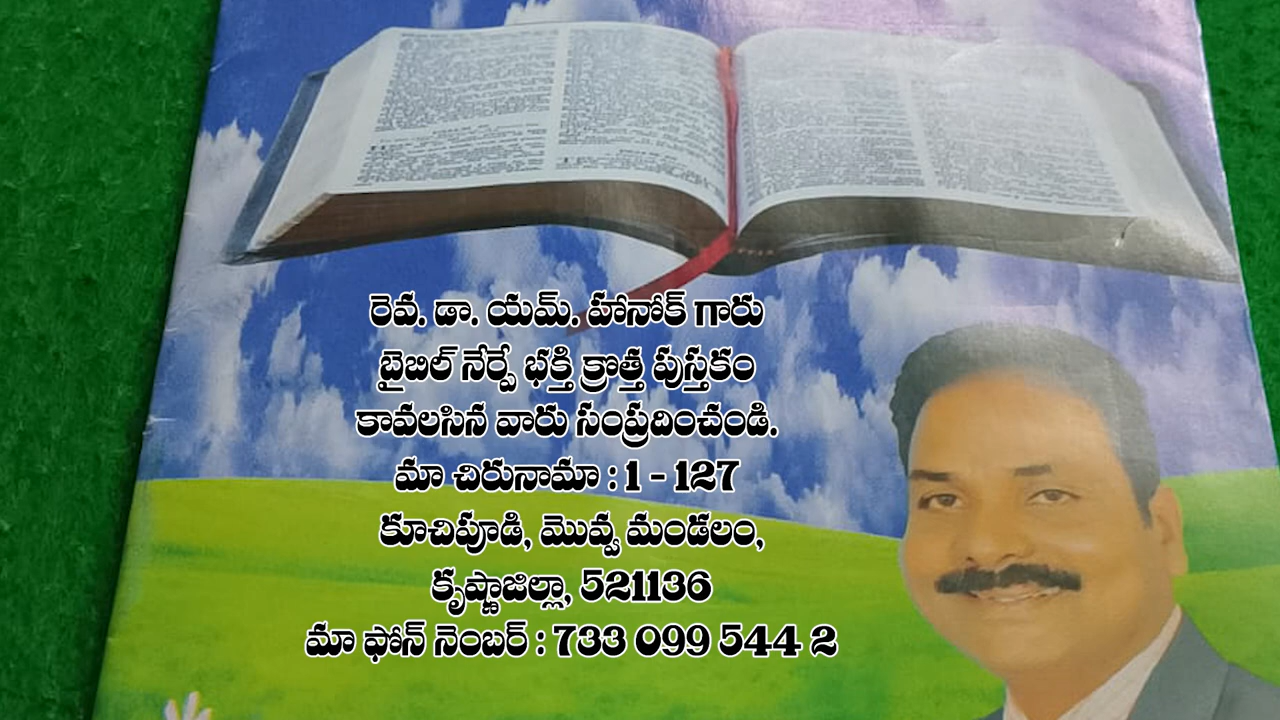 రెవ. డా. యమ్. హానోక్ గారు
బైబిల్ నేర్పే భక్తి క్రొత్త పుస్తకం
కావలసిన వారు సంప్రదించండి.
మా చిరునామా : 1 - 127
కూచిపూడి, మొవ్వ మండలం,
కృష్ణాజిల్లా, 521136
మా ఫోన్ నెంబర్ : 733 099 544 2